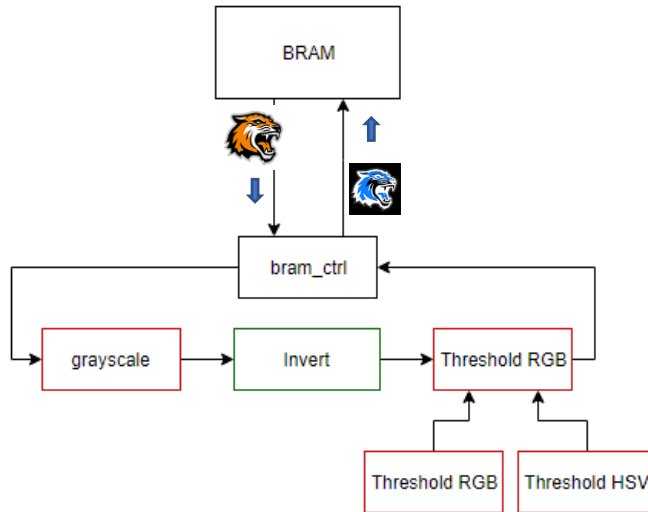 BRAM
bram_ctrl
grayscale
Invert
Threshold RGB
Threshold RGB
Threshold HSV